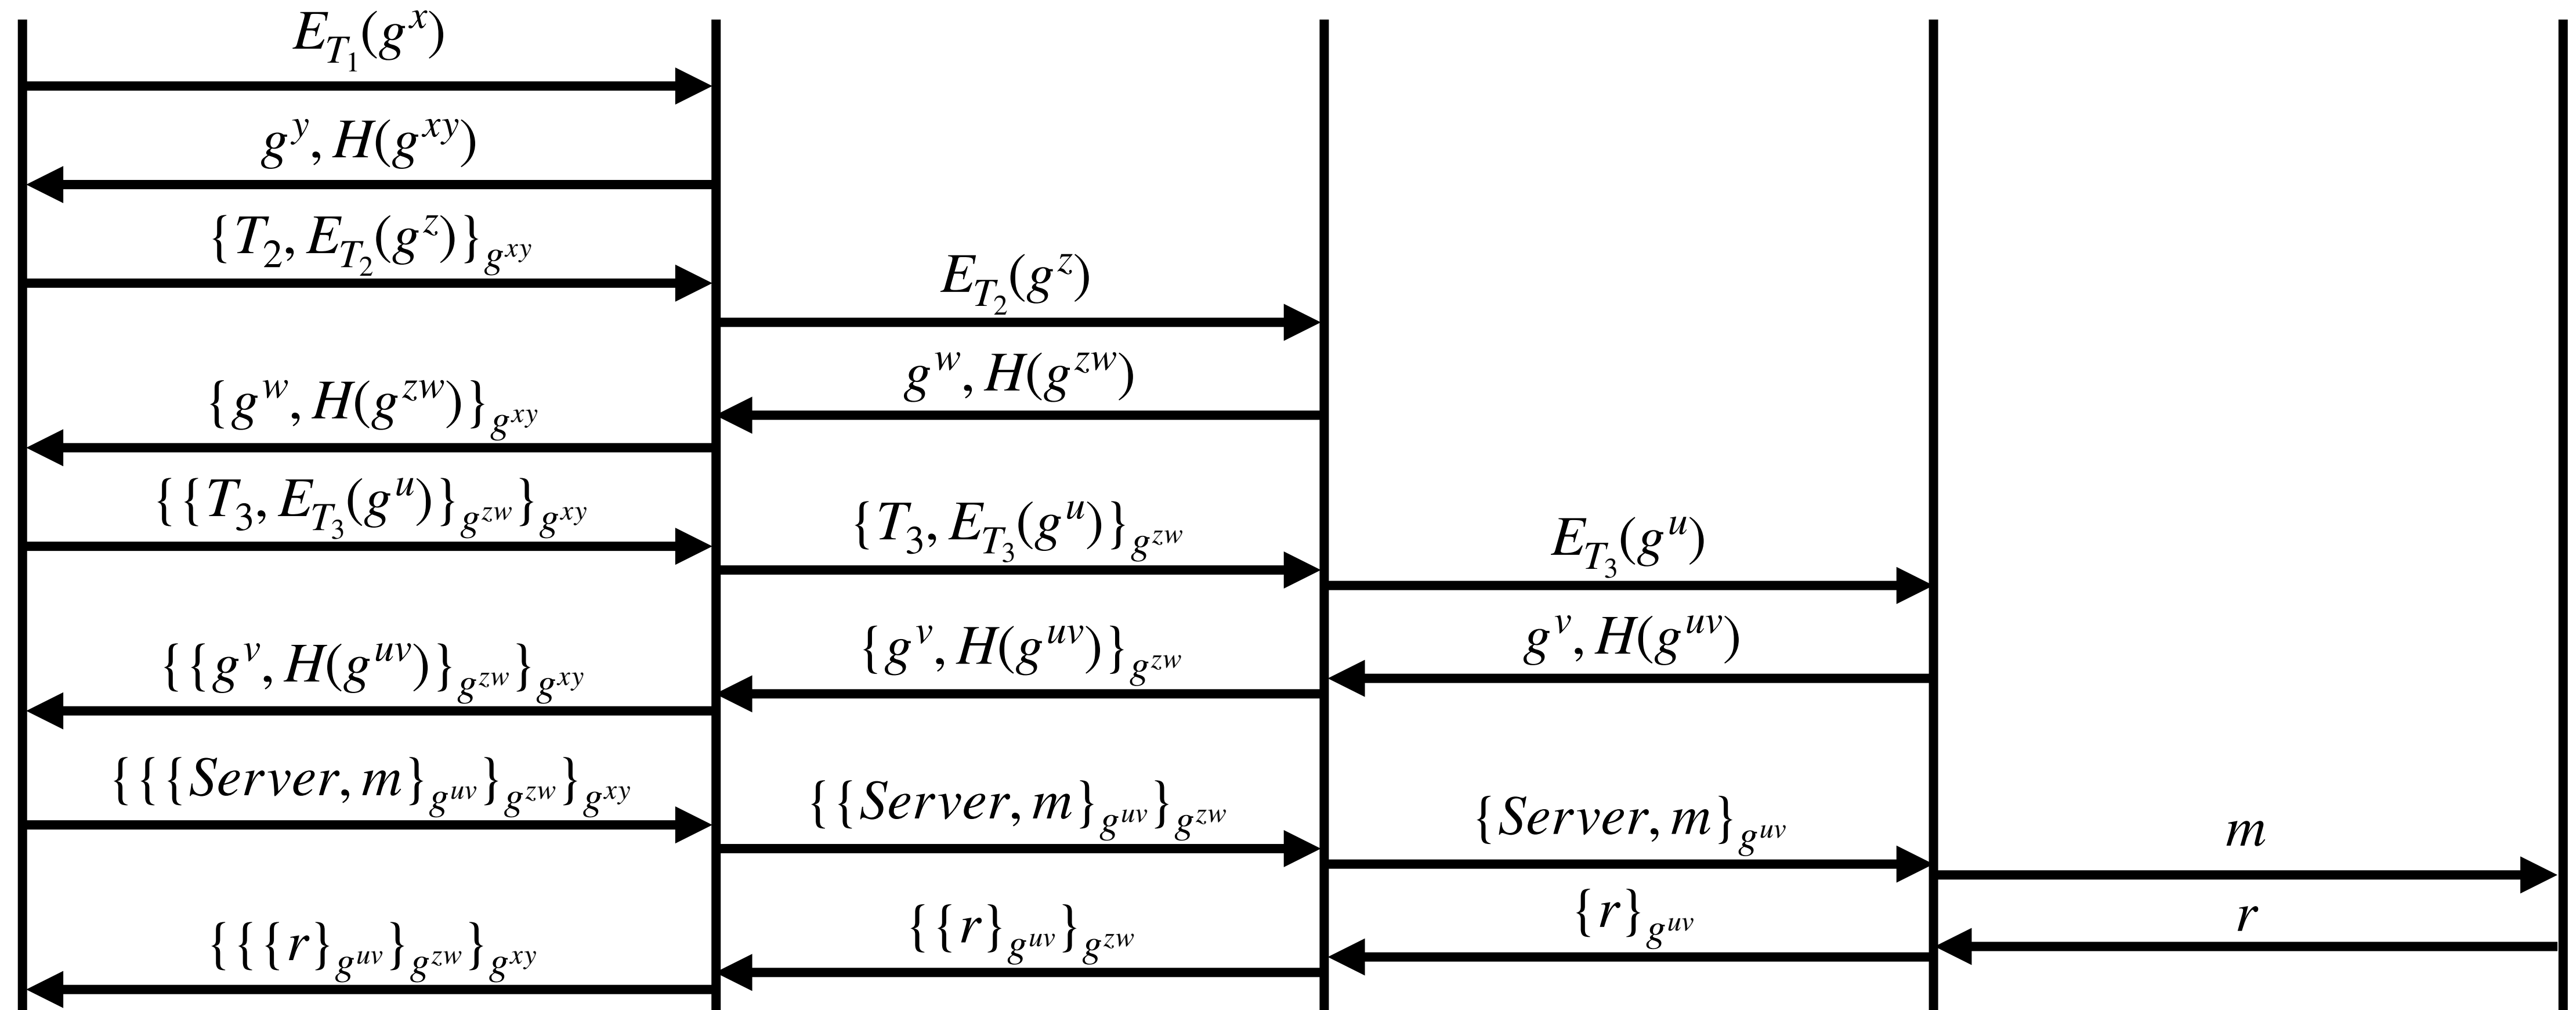 E_{T_1}(g^x)
g^y, H(g^{xy})
{T_2, E_{T_2}(g^z)}_{g^{xy}}
E_{T_2}(g^z)
g^w, H(g^{zw})
{g^w, H(g^{zw})}_{g^{xy}}
{{T_3, E_{T_3}(g^u)}_{g^{zw}}}_{g^{xy}}
{T_3, E_{T_3}(g^u)}_{g^{zw}}
E_{T_3}(g^u)
g^v, H(g^{uv})
{g^v, H(g^{uv})}_{g^{zw}}
{{g^v, H(g^{uv})}_{g^{zw}}}_{g^{xy}}
{{{Server, m}_{g^{uv}}}_{g^{zw}}}_{g^{xy}}
{{Server, m}_{g^{uv}}}_{g^{zw}}
{Server, m}_{g^{uv}}
m
r
{r}_{g^{uv}}
{{r}_{g^{uv}}}_{g^{zw}}
{{{r}_{g^{uv}}}_{g^{zw}}}_{g^{xy}}